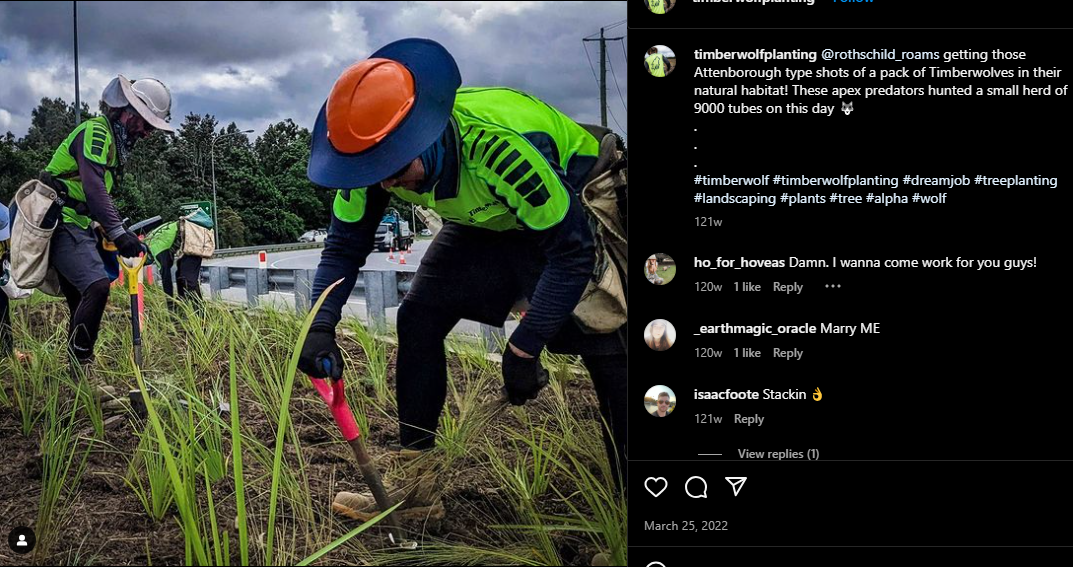 timberwolfplanting Follow
timberwolfplanting @rothschild_roams getting those
Attenborough type shots of a pack of Timberwolves in their
natural habitat! These apex predators hunted a small herd of
9000 tubes on this day 🐺
.
.
.
#timberwolf #timberwolfplanting #dreamjob #treeplanting
#landscaping #plants #tree #alpha #wolf
121w
ho_for_hoveas Damn. I wanna come work for you guys!
120w 1 like Reply ...
_earthmagic_oracle Marry ME
120w 1 like Reply
isaacfoote Stackin 👌
121w Reply
View replies (1)
March 25, 2022